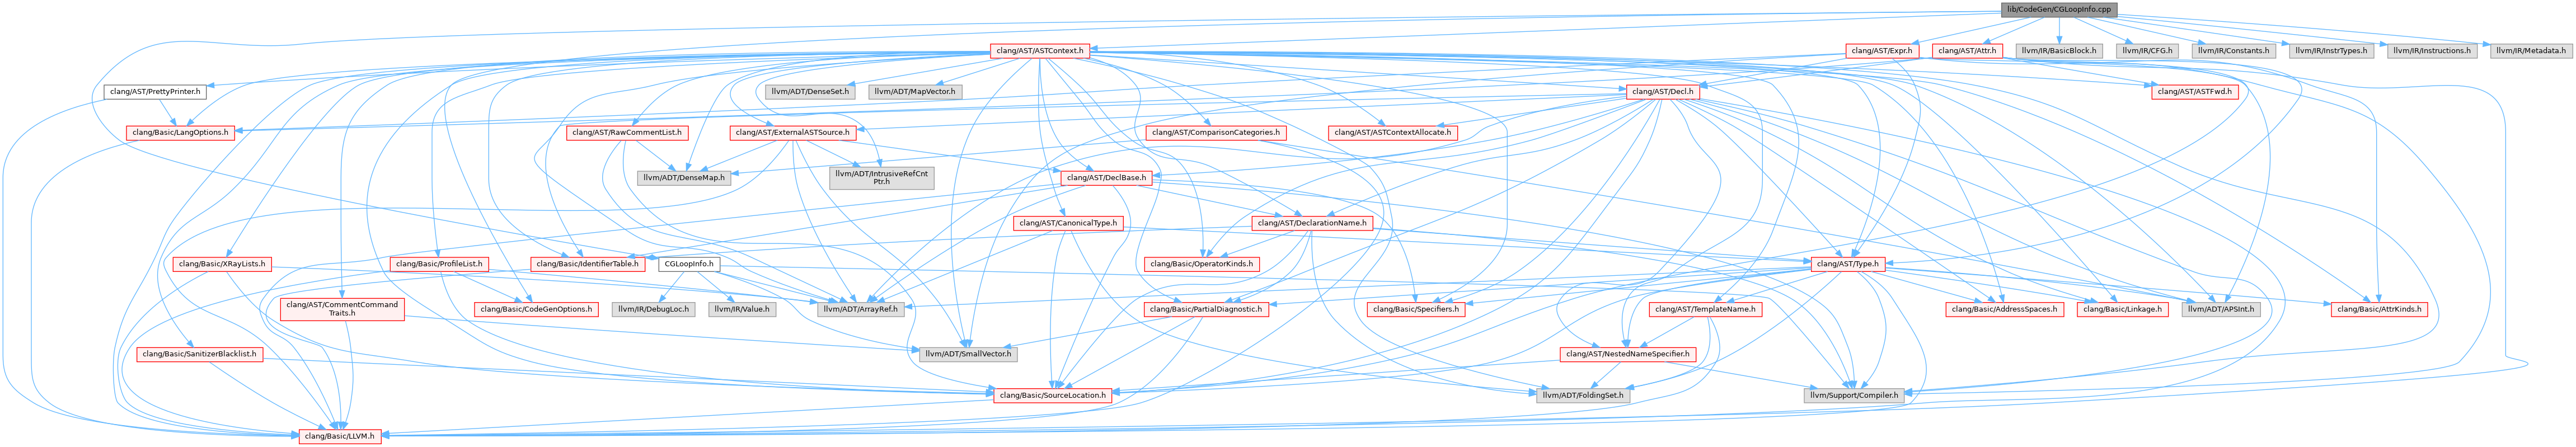 lib/CodeGen/CGLoopInfo.cpp
clang/AST/ASTContext.h
clang/AST/Expr.h
clang/AST/Attr.h
llvm/IR/BasicBlock.h
llvm/IR/CFG.h
llvm/IR/Constants.h
llvm/IR/InstrTypes.h
llvm/IR/Instructions.h
llvm/IR/Metadata.h
clang/AST/PrettyPrinter.h
llvm/ADT/DenseSet.h
llvm/ADT/MapVector.h
clang/AST/Decl.h
clang/AST/ASTFwd.h
clang/Basic/LangOptions.h
clang/AST/RawCommentList.h
clang/AST/ExternalASTSource.h
clang/AST/ComparisonCategories.h
clang/AST/ASTContextAllocate.h
llvm/ADT/DenseMap.h
llvm/ADT/IntrusiveRefCnt
Ptr.h
clang/AST/DeclBase.h
clang/AST/CanonicalType.h
clang/AST/DeclarationName.h
clang/Basic/XRayLists.h
clang/Basic/ProfileList.h
clang/Basic/IdentifierTable.h
CGLoopInfo.h
clang/Basic/OperatorKinds.h
clang/AST/Type.h
clang/AST/CommentCommand
Traits.h
clang/Basic/CodeGenOptions.h
llvm/IR/DebugLoc.h
llvm/IR/Value.h
llvm/ADT/ArrayRef.h
clang/Basic/PartialDiagnostic.h
clang/Basic/Specifiers.h
clang/AST/TemplateName.h
clang/Basic/AddressSpaces.h
clang/Basic/Linkage.h
llvm/ADT/APSInt.h
clang/Basic/AttrKinds.h
clang/Basic/SanitizerBlacklist.h
llvm/ADT/SmallVector.h
clang/AST/NestedNameSpecifier.h
clang/Basic/SourceLocation.h
llvm/ADT/FoldingSet.h
llvm/Support/Compiler.h
clang/Basic/LLVM.h